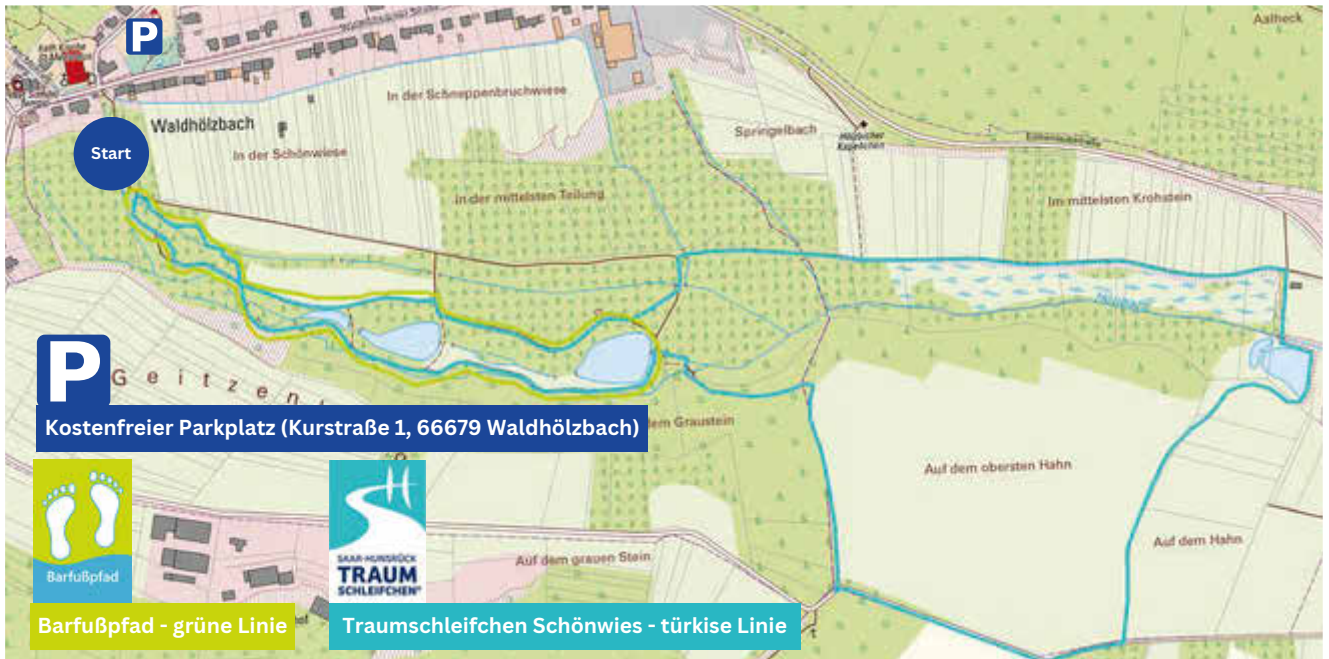 P
Aalheck
In der Schneppenbruchwiese
Waldhölzbach
Springelbach
Start
In der Schönwiese
In der mittelsten Teilung
Im mittelsten Krohstein
P
Geitzen
Kostenfreier Parkplatz (Kurstraße 1, 66679 Waldhölzbach)
dem Graustein
Auf dem obersten Hahn
Auf dem Hahn
SAAR-HUNSRÜCK
TRAUM
SCHLEIFCHEN®
Auf dem grauen Stein
Barfußpfad
Barfußpfad - grüne Linie
Traumschleifchen Schönwies - türkise Linie